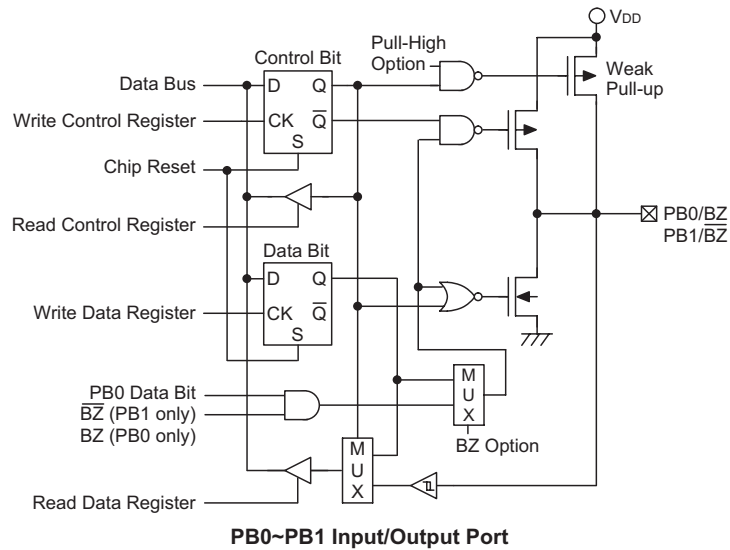 VDD
Control Bit
Pull-High
Option
Weak
Pull-up
Data Bus
D
Q
Write Control Register
CK
Q̅
S
Chip Reset
Read Control Register
PB0/BZ
PB1/B̅Z̅
Data Bit
D
Q
Write Data Register
CK
Q̅
S
M
U
X
PB0 Data Bit
B̅Z̅ (PB1 only)
BZ (PB0 only)
BZ Option
M
U
X
Read Data Register
PB0~PB1 Input/Output Port